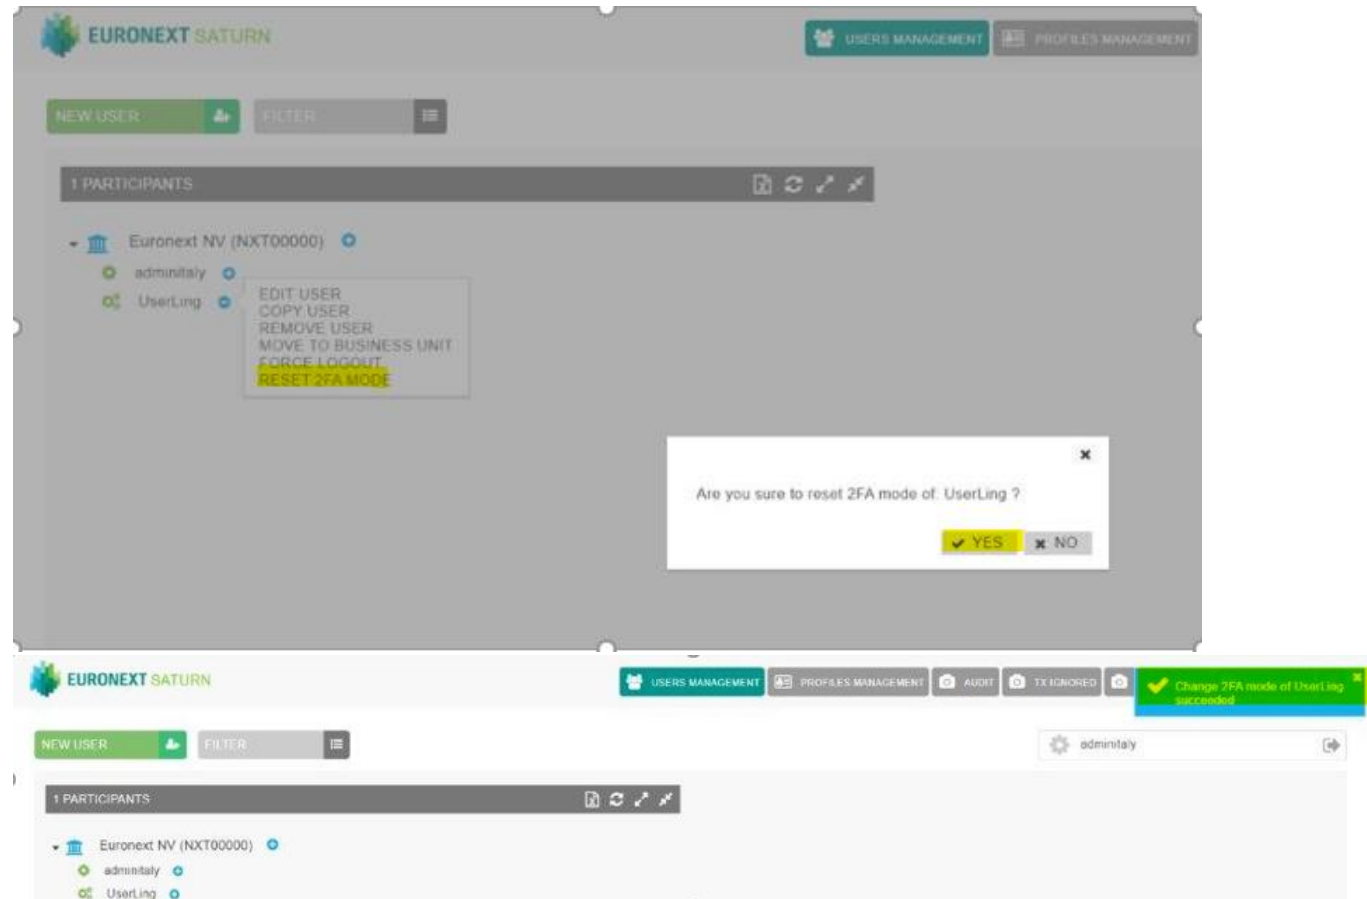 EURONEXT SATURN
USERS MANAGEMENT
PROFILES MANAGEMENT
NEW USER
FILTER
1 PARTICIPANTS
Euronext NV (NXT00000)
adminitaly
UserLing
EDIT USER
COPY USER
REMOVE USER
MOVE TO BUSINESS UNIT
FORCE LOGOUT
RESET 2FA MODE
Are you sure to reset 2FA mode of: UserLing ?
YES
NO
EURONEXT SATURN
USERS MANAGEMENT
PROFILES MANAGEMENT
AUDIT
TX IGNORED
Change 2FA mode of UserLing
succeeded
NEW USER
FILTER
adminitaly
1 PARTICIPANTS
Euronext NV (NXT00000)
adminitaly
UserLing